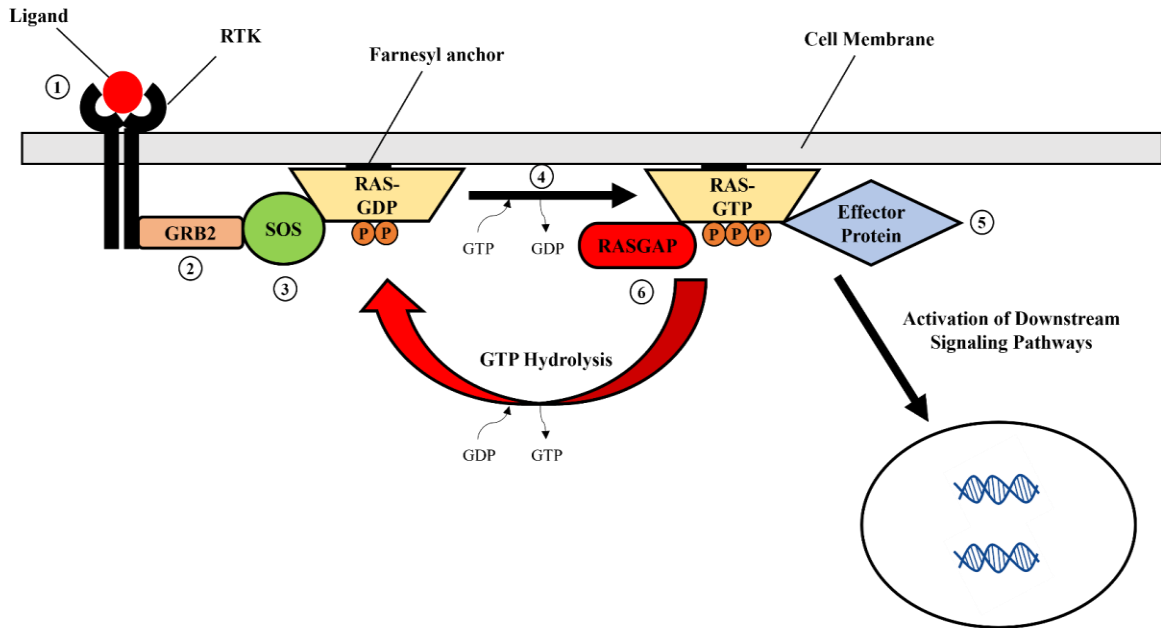 Ligand
RTK
Farnesyl anchor
Cell Membrane
1
RAS-
GDP
4
RAS-
GTP
GRB2
SOS
P P
GTP
GDP
RASGAP
P P P
Effector
Protein
5
2
3
6
Activation of Downstream
Signaling Pathways
GTP Hydrolysis
GDP
GTP